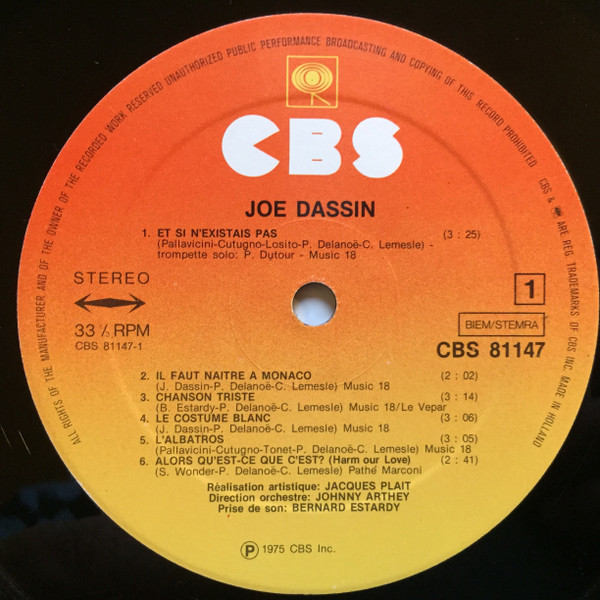 ALL RIGHTS OF THE MANUFACTURER AND OF THE OWNER OF THE RECORDED WORK RESERVED UNAUTHORIZED PUBLIC PERFORMANCE BROADCASTING AND COPYING OF THIS RECORD PROHIBITED
CBS & ARE REG. TRADEMARKS OF CBS INC. MADE IN HOLLAND
CBS
JOE DASSIN
1. ET SI N'EXISTAIS PAS (3 : 25)
(Pallavicini-Cutugno-Losito-P. Delanoë-C. Lemesle) -
trompette solo: P. Dutour - Music 18
STEREO
1
33⅓ RPM
BIEM/STEMRA
CBS 81147-1
CBS 81147
2. IL FAUT NAITRE A MONACO (2 : 02)
(J. Dassin-P. Delanoë-C. Lemesle) Music 18
3. CHANSON TRISTE (3 : 14)
(B. Estardy-P. Delanoë-C. Lemesle) Music 18/Le Vepar
4. LE COSTUME BLANC (3 : 06)
(J. Dassin-P. Delanoë-C. Lemesle) Music 18
5. L'ALBATROS (3 : 05)
(Pallavicini-Cutugno-Tonet-P. Delanoë-C. Lemesle) Music 18
6. ALORS QU'EST-CE QUE C'EST? (Harm our Love) (2 : 41)
(S. Wonder-P. Delanoë-C. Lemesle) Pathé Marconi
Réalisation artistique: JACQUES PLAIT
Direction orchestre: JOHNNY ARTHEY
Prise de son: BERNARD ESTARDY
Ⓟ 1975 CBS Inc.